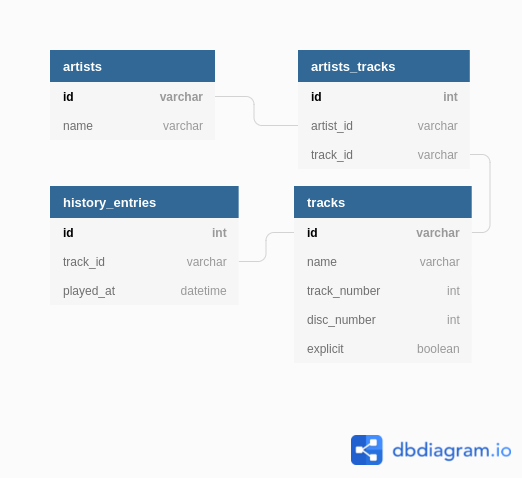 artists
id varchar
name varchar
artists_tracks
id int
artist_id varchar
track_id varchar
history_entries
id int
track_id varchar
played_at datetime
tracks
id varchar
name varchar
track_number int
disc_number int
explicit boolean
dbdiagram.io